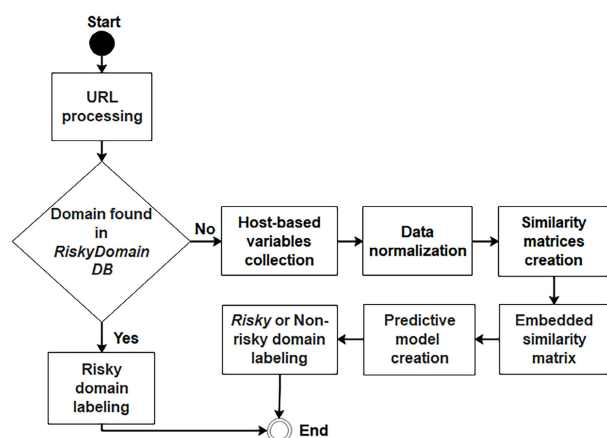 Start
URL
processing
Domain found
in
RiskyDomain
DB
No
Host-based
variables
collection
Data
normalization
Similarity
matrices
creation
Embedded
similarity
matrix
Predictive
model
creation
Risky or Non-
risky domain
labeling
Yes
Risky
domain
labeling
End